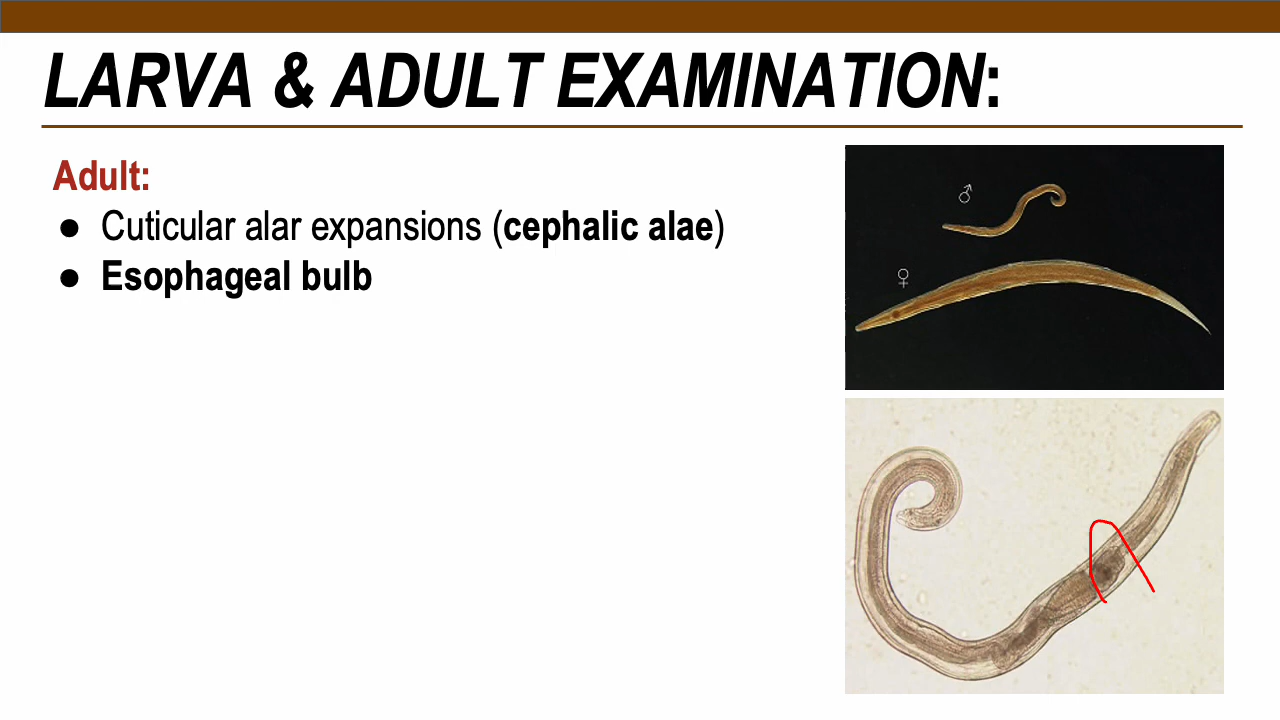 LARVA & ADULT EXAMINATION:
Adult:
● Cuticular alar expansions (cephalic alae)
● Esophageal bulb
♂
♀